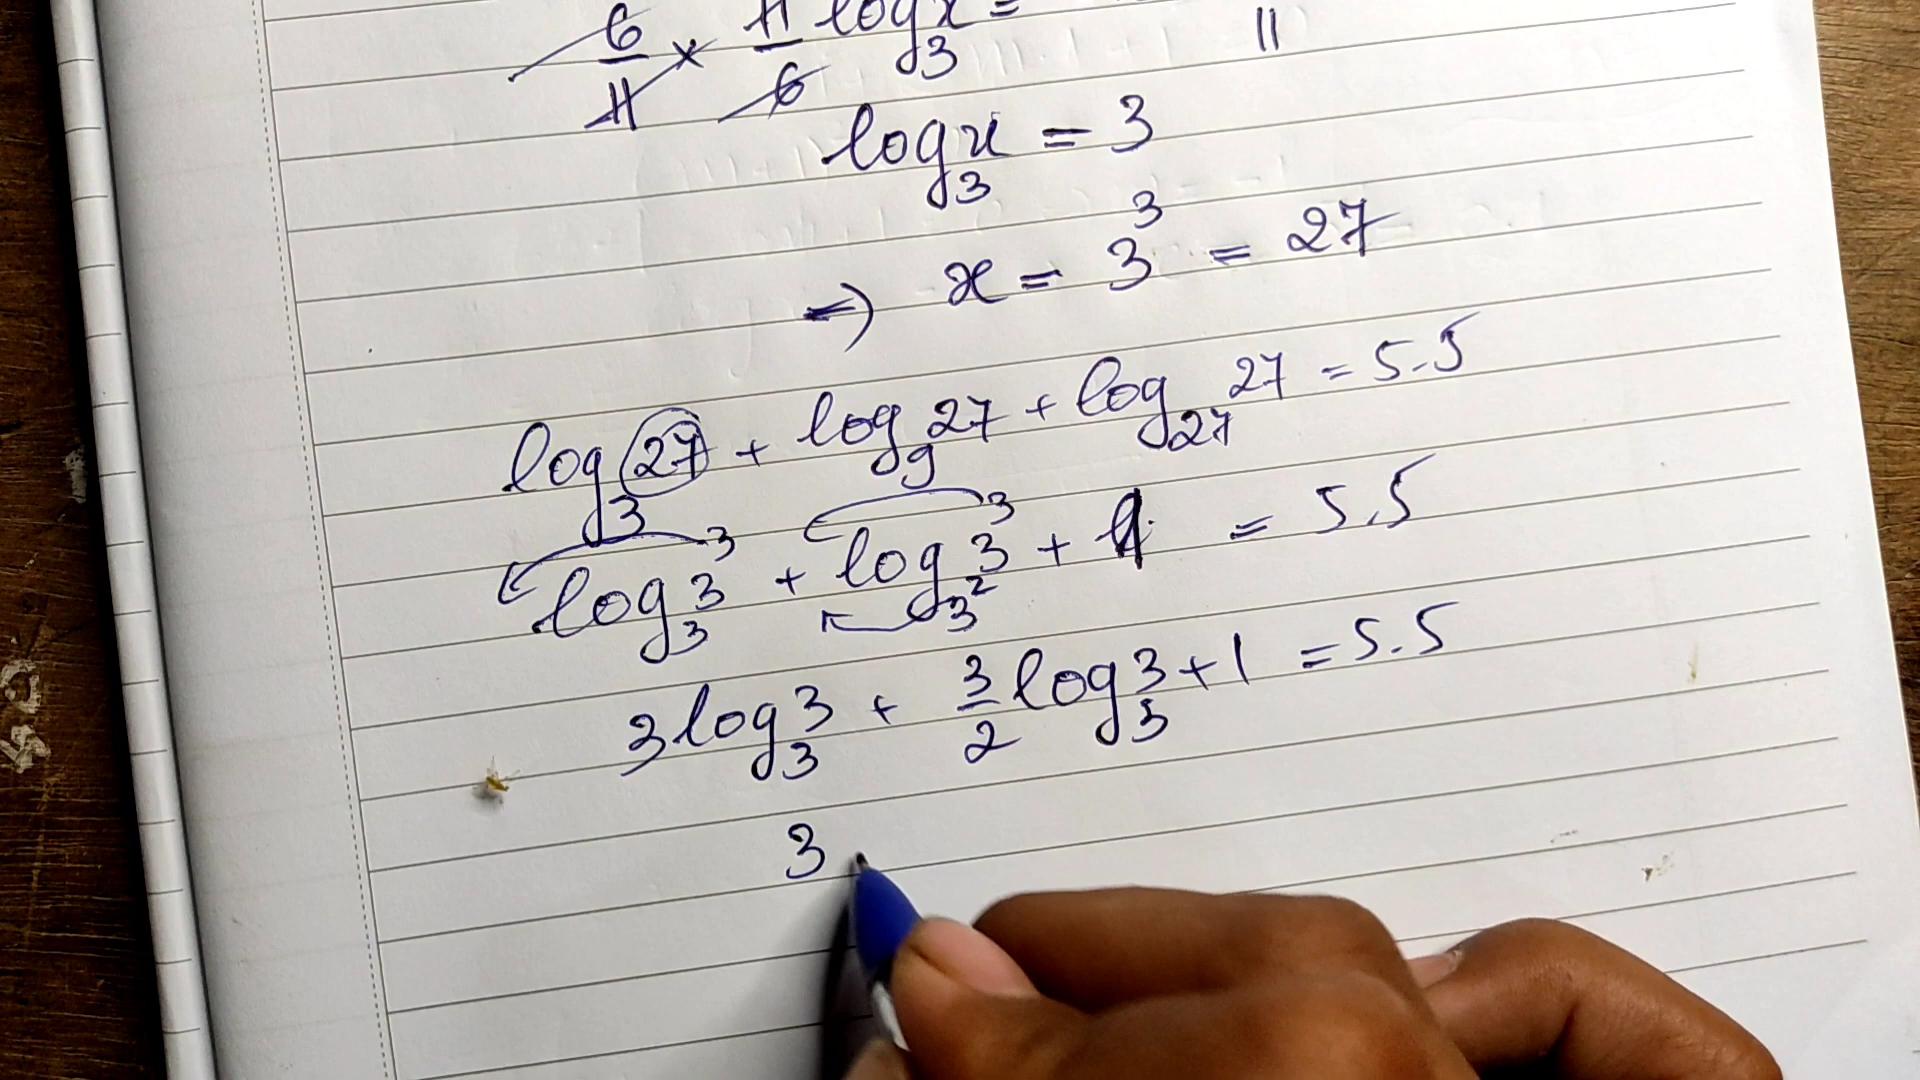 6/11 × 11/6 log₃x = 11
log₃x = 3
⇒ x = 3³ = 27
log₃27 + log₉27 + log₂₇27 = 5.5
log₃3³ + log₃²3³ + 1 = 5.5
3log₃3 + 3/2 log₃3 + 1 = 5.5
3